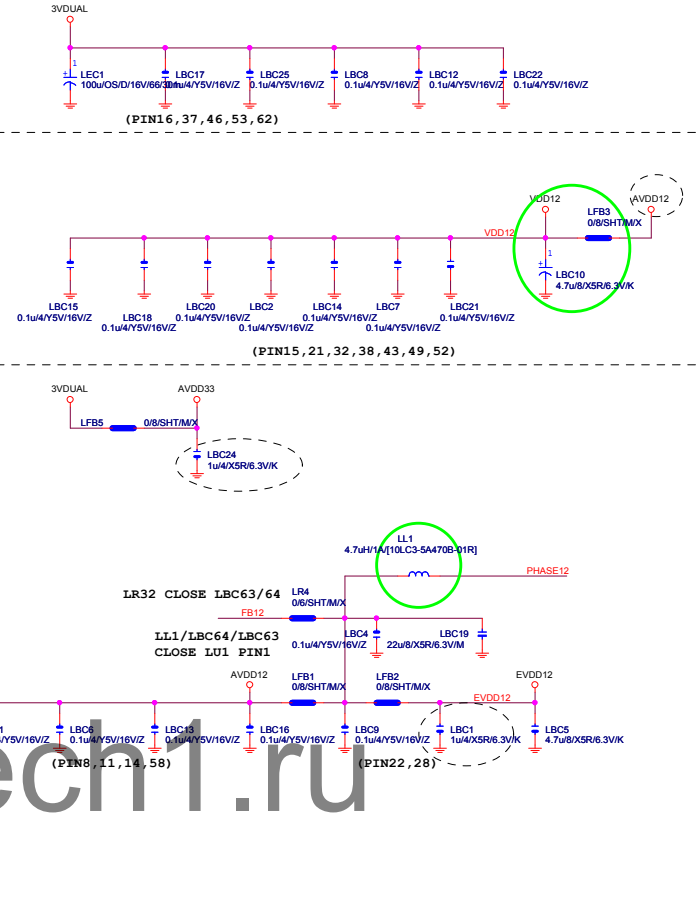 3VDUAL
1
LEC1 LBC17 LBC25 LBC8 LBC12 LBC22
100u/OS/D/16V/66/30m 0.1u/4/Y5V/16V/Z 0.1u/4/Y5V/16V/Z 0.1u/4/Y5V/16V/Z 0.1u/4/Y5V/16V/Z 0.1u/4/Y5V/16V/Z
(PIN16,37,46,53,62)
VDD12 AVDD12
LFB3
0/8/SHT/M/X
VDD12
1
LBC10
4.7u/8/X5R/6.3V/K
LBC15 LBC20 LBC14 LBC21
0.1u/4/Y5V/16V/Z 0.1u/4/Y5V/16V/Z 0.1u/4/Y5V/16V/Z 0.1u/4/Y5V/16V/Z
LBC18 LBC2 LBC7
0.1u/4/Y5V/16V/Z 0.1u/4/Y5V/16V/Z 0.1u/4/Y5V/16V/Z
(PIN15,21,32,38,43,49,52)
3VDUAL AVDD33
LFB5 0/8/SHT/M/X
LBC24
1u/4/X5R/6.3V/K
LL1
4.7uH/1A/[10LC3-5A470B-01R]
PHASE12
LR32 CLOSE LBC63/64 LR4
0/6/SHT/M/X
FB12
LL1/LBC64/LBC63 LBC4 LBC19
0.1u/4/Y5V/16V/Z 22u/8/X5R/6.3V/M
CLOSE LU1 PIN1
AVDD12 LFB1 LFB2 EVDD12
0/8/SHT/M/X 0/8/SHT/M/X
EVDD12
1 LBC6 LBC13 LBC16 LBC9 LBC1 LBC5
/Y5V/16V/Z 0.1u/4/Y5V/16V/Z 0.1u/4/Y5V/16V/Z 0.1u/4/Y5V/16V/Z 0.1u/4/Y5V/16V/Z 1u/4/X5R/6.3V/K 4.7u/8/X5R/6.3V/K
(PIN8,11,14,58) (PIN22,28)
ech1.ru